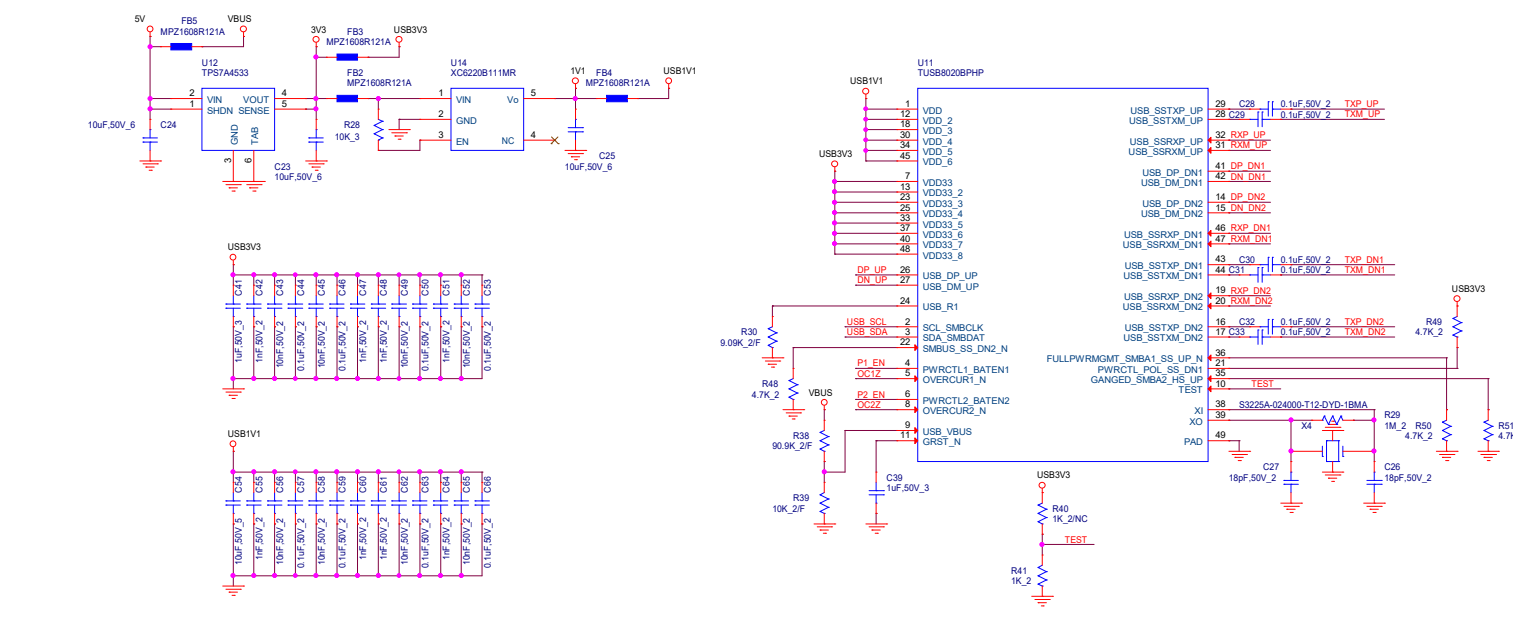 5V
FB5
MPZ1608R121A
VBUS
U12
TPS7A4533
2 VIN VOUT 4
1 SHDN SENSE 5
GND
TAB
3
6
10uF,50V_6
C24
C23
10uF,50V_6
3V3
FB3
MPZ1608R121A
USB3V3
FB2
MPZ1608R121A
R28
10K_3
U14
XC6220B111MR
1 VIN Vo 5
2 GND
3 EN NC 4
1V1
FB4
MPZ1608R121A
USB1V1
C25
10uF,50V_6
USB3V3
C41
C42
C43
C44
C45
C46
C47
C48
C49
C50
C51
C52
C53
1uF,50V_3
1nF,50V_2
10nF,50V_2
0.1uF,50V_2
10nF,50V_2
0.1uF,50V_2
1nF,50V_2
1nF,50V_2
10nF,50V_2
0.1uF,50V_2
1nF,50V_2
10nF,50V_2
0.1uF,50V_2
USB1V1
C54
C55
C56
C57
C58
C59
C60
C61
C62
C63
C64
C65
C66
10uF,50V_5
1nF,50V_2
10nF,50V_2
0.1uF,50V_2
10nF,50V_2
0.1uF,50V_2
1nF,50V_2
1nF,50V_2
10nF,50V_2
0.1uF,50V_2
1nF,50V_2
10nF,50V_2
0.1uF,50V_2
U11
TUSB8020BPHP
USB1V1
1 VDD
12 VDD_2
18 VDD_3
30 VDD_4
34 VDD_5
45 VDD_6
USB3V3
7 VDD33
13 VDD33_2
23 VDD33_3
25 VDD33_4
33 VDD33_5
37 VDD33_6
40 VDD33_7
48 VDD33_8
DP_UP 26 USB_DP_UP
DN_UP 27 USB_DM_UP
24 USB_R1
R30
9.09K_2/F
USB_SCL 2 SCL_SMBCLK
USB_SDA 3 SDA_SMBDAT
22 SMBUS_SS_DN2_N
R48
4.7K_2
P1_EN 4 PWRCTL1_BATEN1
OC1Z 5 OVERCUR1_N
P2_EN 6 PWRCTL2_BATEN2
OC2Z 8 OVERCUR2_N
9 USB_VBUS
11 GRST_N
VBUS
R38
90.9K_2/F
R39
10K_2/F
C39
1uF,50V_3
USB_SSTXP_UP 29 C28 0.1uF,50V_2 TXP_UP
USB_SSTXM_UP 28 C29 0.1uF,50V_2 TXM_UP
USB_SSRXP_UP 32 RXP_UP
USB_SSRXM_UP 31 RXM_UP
USB_DP_DN1 41 DP_DN1
USB_DM_DN1 42 DN_DN1
USB_DP_DN2 14 DP_DN2
USB_DM_DN2 15 DN_DN2
USB_SSRXP_DN1 46 RXP_DN1
USB_SSRXM_DN1 47 RXM_DN1
USB_SSTXP_DN1 43 C30 0.1uF,50V_2 TXP_DN1
USB_SSTXM_DN1 44 C31 0.1uF,50V_2 TXM_DN1
USB_SSRXP_DN2 19 RXP_DN2
USB_SSRXM_DN2 20 RXM_DN2
USB_SSTXP_DN2 16 C32 0.1uF,50V_2 TXP_DN2
USB_SSTXM_DN2 17 C33 0.1uF,50V_2 TXM_DN2
FULLPWRMGMT_SMBA1_SS_UP_N 36
PWRCTL_POL_SS_DN1 21
GANGED_SMBA2_HS_UP 35
TEST 10 TEST
XI 38
XO 39
PAD 49
USB3V3
R49
4.7K_2
S3225A-024000-T12-DYD-1BMA
X4
R29
1M_2
R50
4.7K_2
R51
C27
18pF,50V_2
C26
18pF,50V_2
USB3V3
R40
1K_2/NC
TEST
R41
1K_2